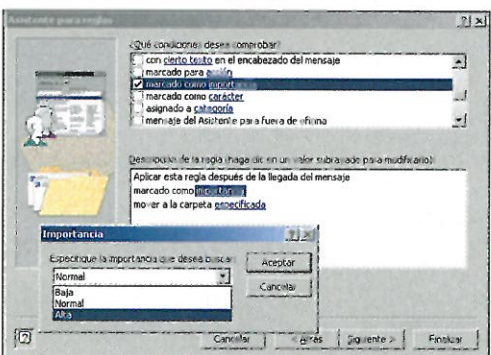 Asistente para reglas
¿Qué condiciones desea comprobar?
con cierto texto en el encabezado del mensaje
marcado para acción
marcado como importancia
marcado como carácter
asignado a categoría
mensaje del Asistente para fuera de oficina
Descripción de la regla (haga clic en un valor subrayado para modificarlo):
Aplicar esta regla después de la llegada del mensaje
marcado como importancia
mover a la carpeta especificada
Importancia
Especifique la importancia que desea buscar:
Aceptar
Normal
Cancelar
Baja
Normal
Alta
Cancelar
< Atrás
Siguiente >
Finalizar